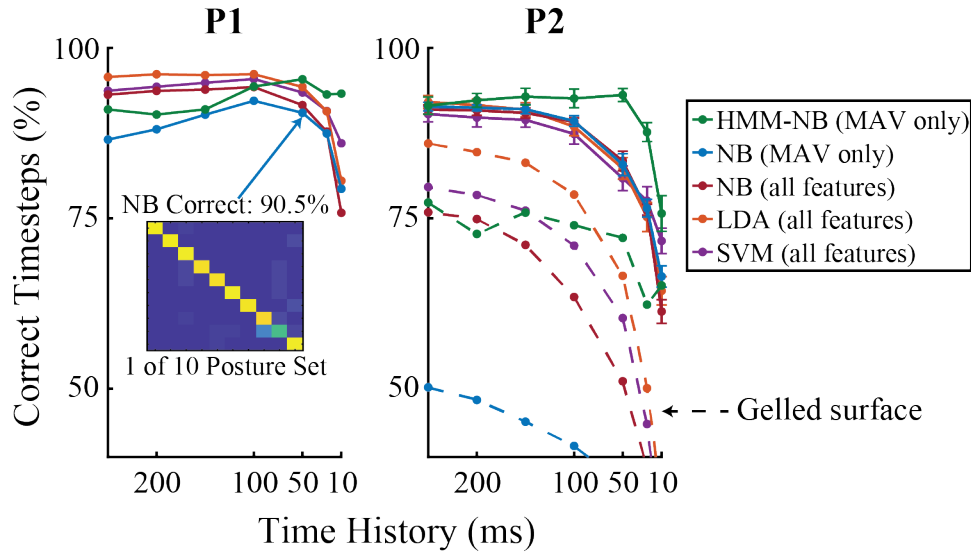 P1
P2
100
75
50
200
100
50
10
Correct Timesteps (%)
NB Correct: 90.5%
1 of 10 Posture Set
100
75
50
200
100
50
10
Time History (ms)
HMM-NB (MAV only)
NB (MAV only)
NB (all features)
LDA (all features)
SVM (all features)
Gelled surface